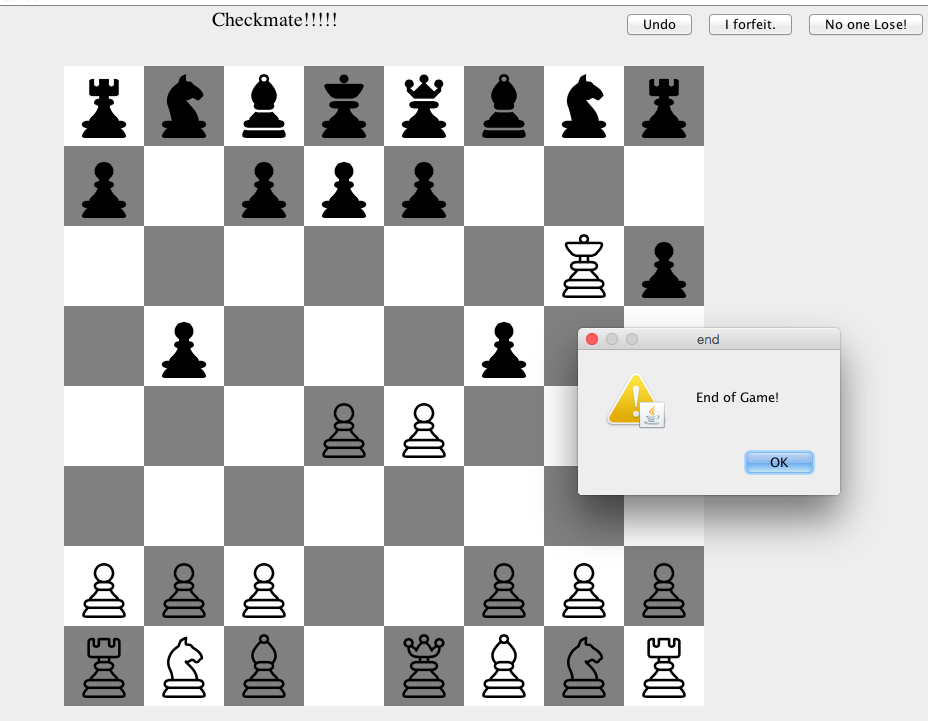 Checkmate!!!!!
Undo
I forfeit.
No one Lose!
end
End of Game!
OK